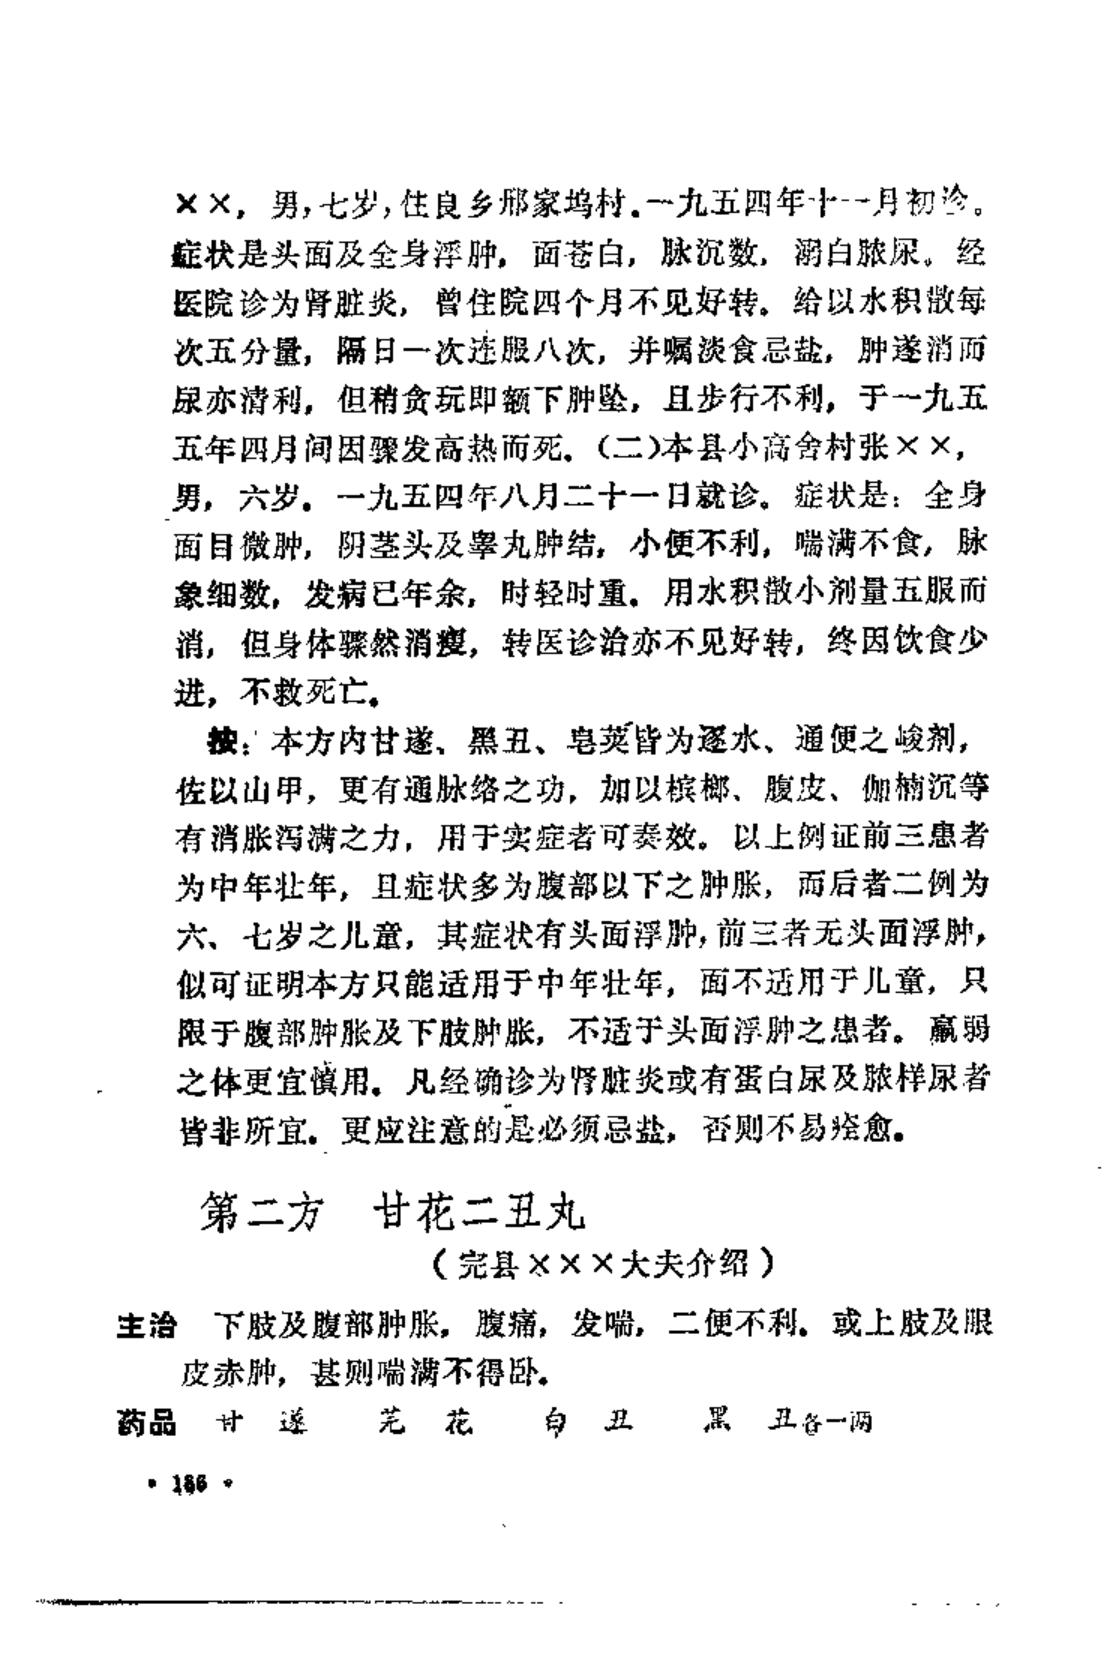 ××，男，七岁，住良乡邢家坞村。一九五四年十一月初诊。
症状是头面及全身浮肿，面苍白，脉沉数，溺白脓尿。经
医院诊为肾脏炎，曾住院四个月不见好转。给以水积散每
次五分量，隔日一次连服八次，并嘱淡食忌盐，肿遂消而
尿亦清利，但稍贪玩即额下肿坠，且步行不利，于一九五
五年四月间因骤发高热而死。（二）本县小高舍村张××，
男，六岁。一九五四年八月二十一日就诊。症状是：全身
面目微肿，阴茎头及睾丸肿结，小便不利，喘满不食，脉
象细数，发病已年余，时轻时重。用水积散小剂量五服而
消，但身体骤然消瘦，转医诊治亦不见好转，终因饮食少
进，不救死亡。
按：本方内甘遂、黑丑、皂荚皆为逐水、通便之峻剂，
佐以山甲，更有通脉络之功，加以槟榔、腹皮、伽楠沉等
有消胀泻满之力，用于实症者可奏效。以上例证前三患者
为中年壮年，且症状多为腹部以下之肿胀，而后者二例为
六、七岁之儿童，其症状有头面浮肿，前三者无头面浮肿，
似可证明本方只能适用于中年壮年，面不适用于儿童，只
限于腹部肿胀及下肢肿胀，不适于头面浮肿之患者。羸弱
之体更宜慎用。凡经确诊为肾脏炎或有蛋白尿及脓样尿者
皆非所宜。更应注意的是必须忌盐，否则不易痊愈。
第二方　甘花二丑丸
（完县×××大夫介绍）
主治　下肢及腹部肿胀，腹痛，发喘，二便不利。或上肢及眼
皮赤肿，甚则喘满不得卧。
药品　甘　遂　芫　花　白　丑　黑　丑各一两
• 186 •